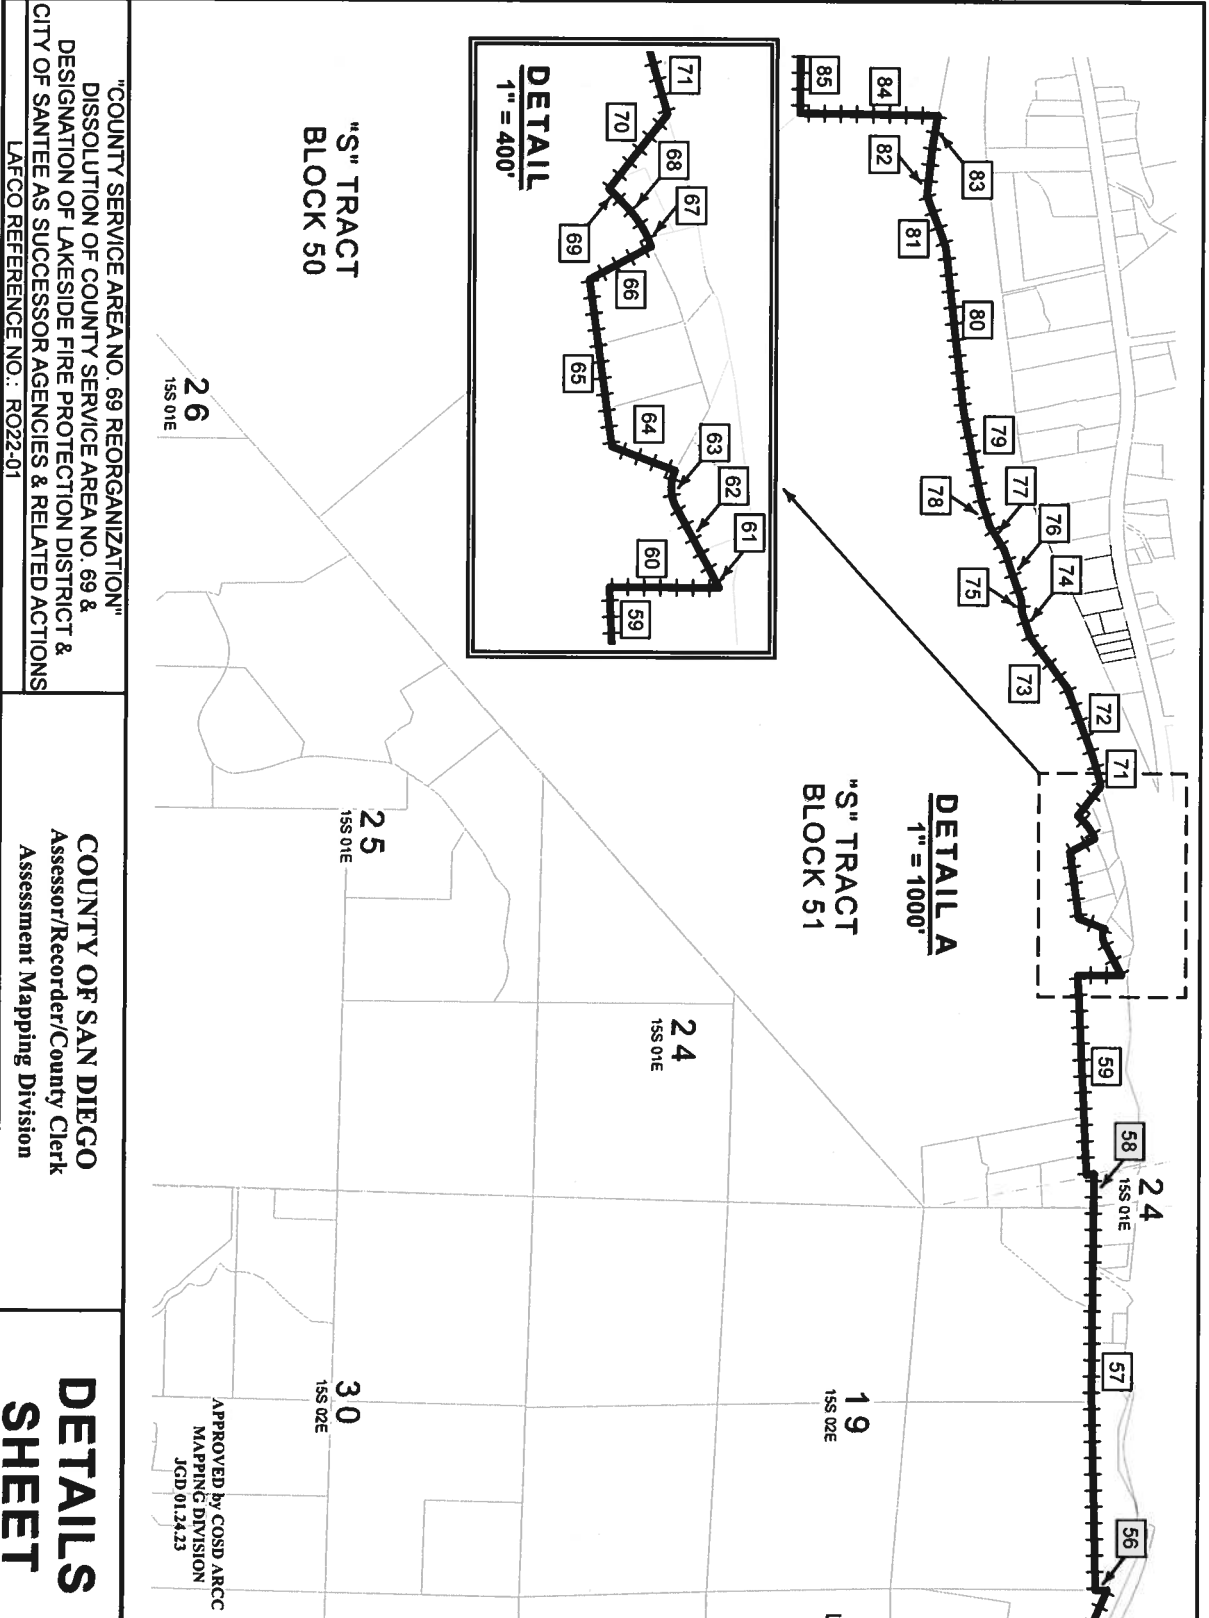 85
84
83
82
81
80
79
78
77
76
75
74
73
72
71
59
58
57
56
24
15S 01E
DETAIL A
1" = 1000'
"S" TRACT
BLOCK 51
DETAIL
1" = 400'
71
70
69
68
67
66
65
64
63
62
61
60
59
"S" TRACT
BLOCK 50
26
15S 01E
25
15S 01E
24
15S 01E
19
15S 02E
30
15S 02E
APPROVED by COSD ARCC
MAPPING DIVISION
JGD 01.24.23
"COUNTY SERVICE AREA NO. 69 REORGANIZATION"
DISSOLUTION OF COUNTY SERVICE AREA NO. 69 &
DESIGNATION OF LAKESIDE FIRE PROTECTION DISTRICT &
CITY OF SANTEE AS SUCCESSOR AGENCIES & RELATED ACTIONS
LAFCO REFERENCE NO.: RO22-01
COUNTY OF SAN DIEGO
Assessor/Recorder/County Clerk
Assessment Mapping Division
DETAILS
SHEET